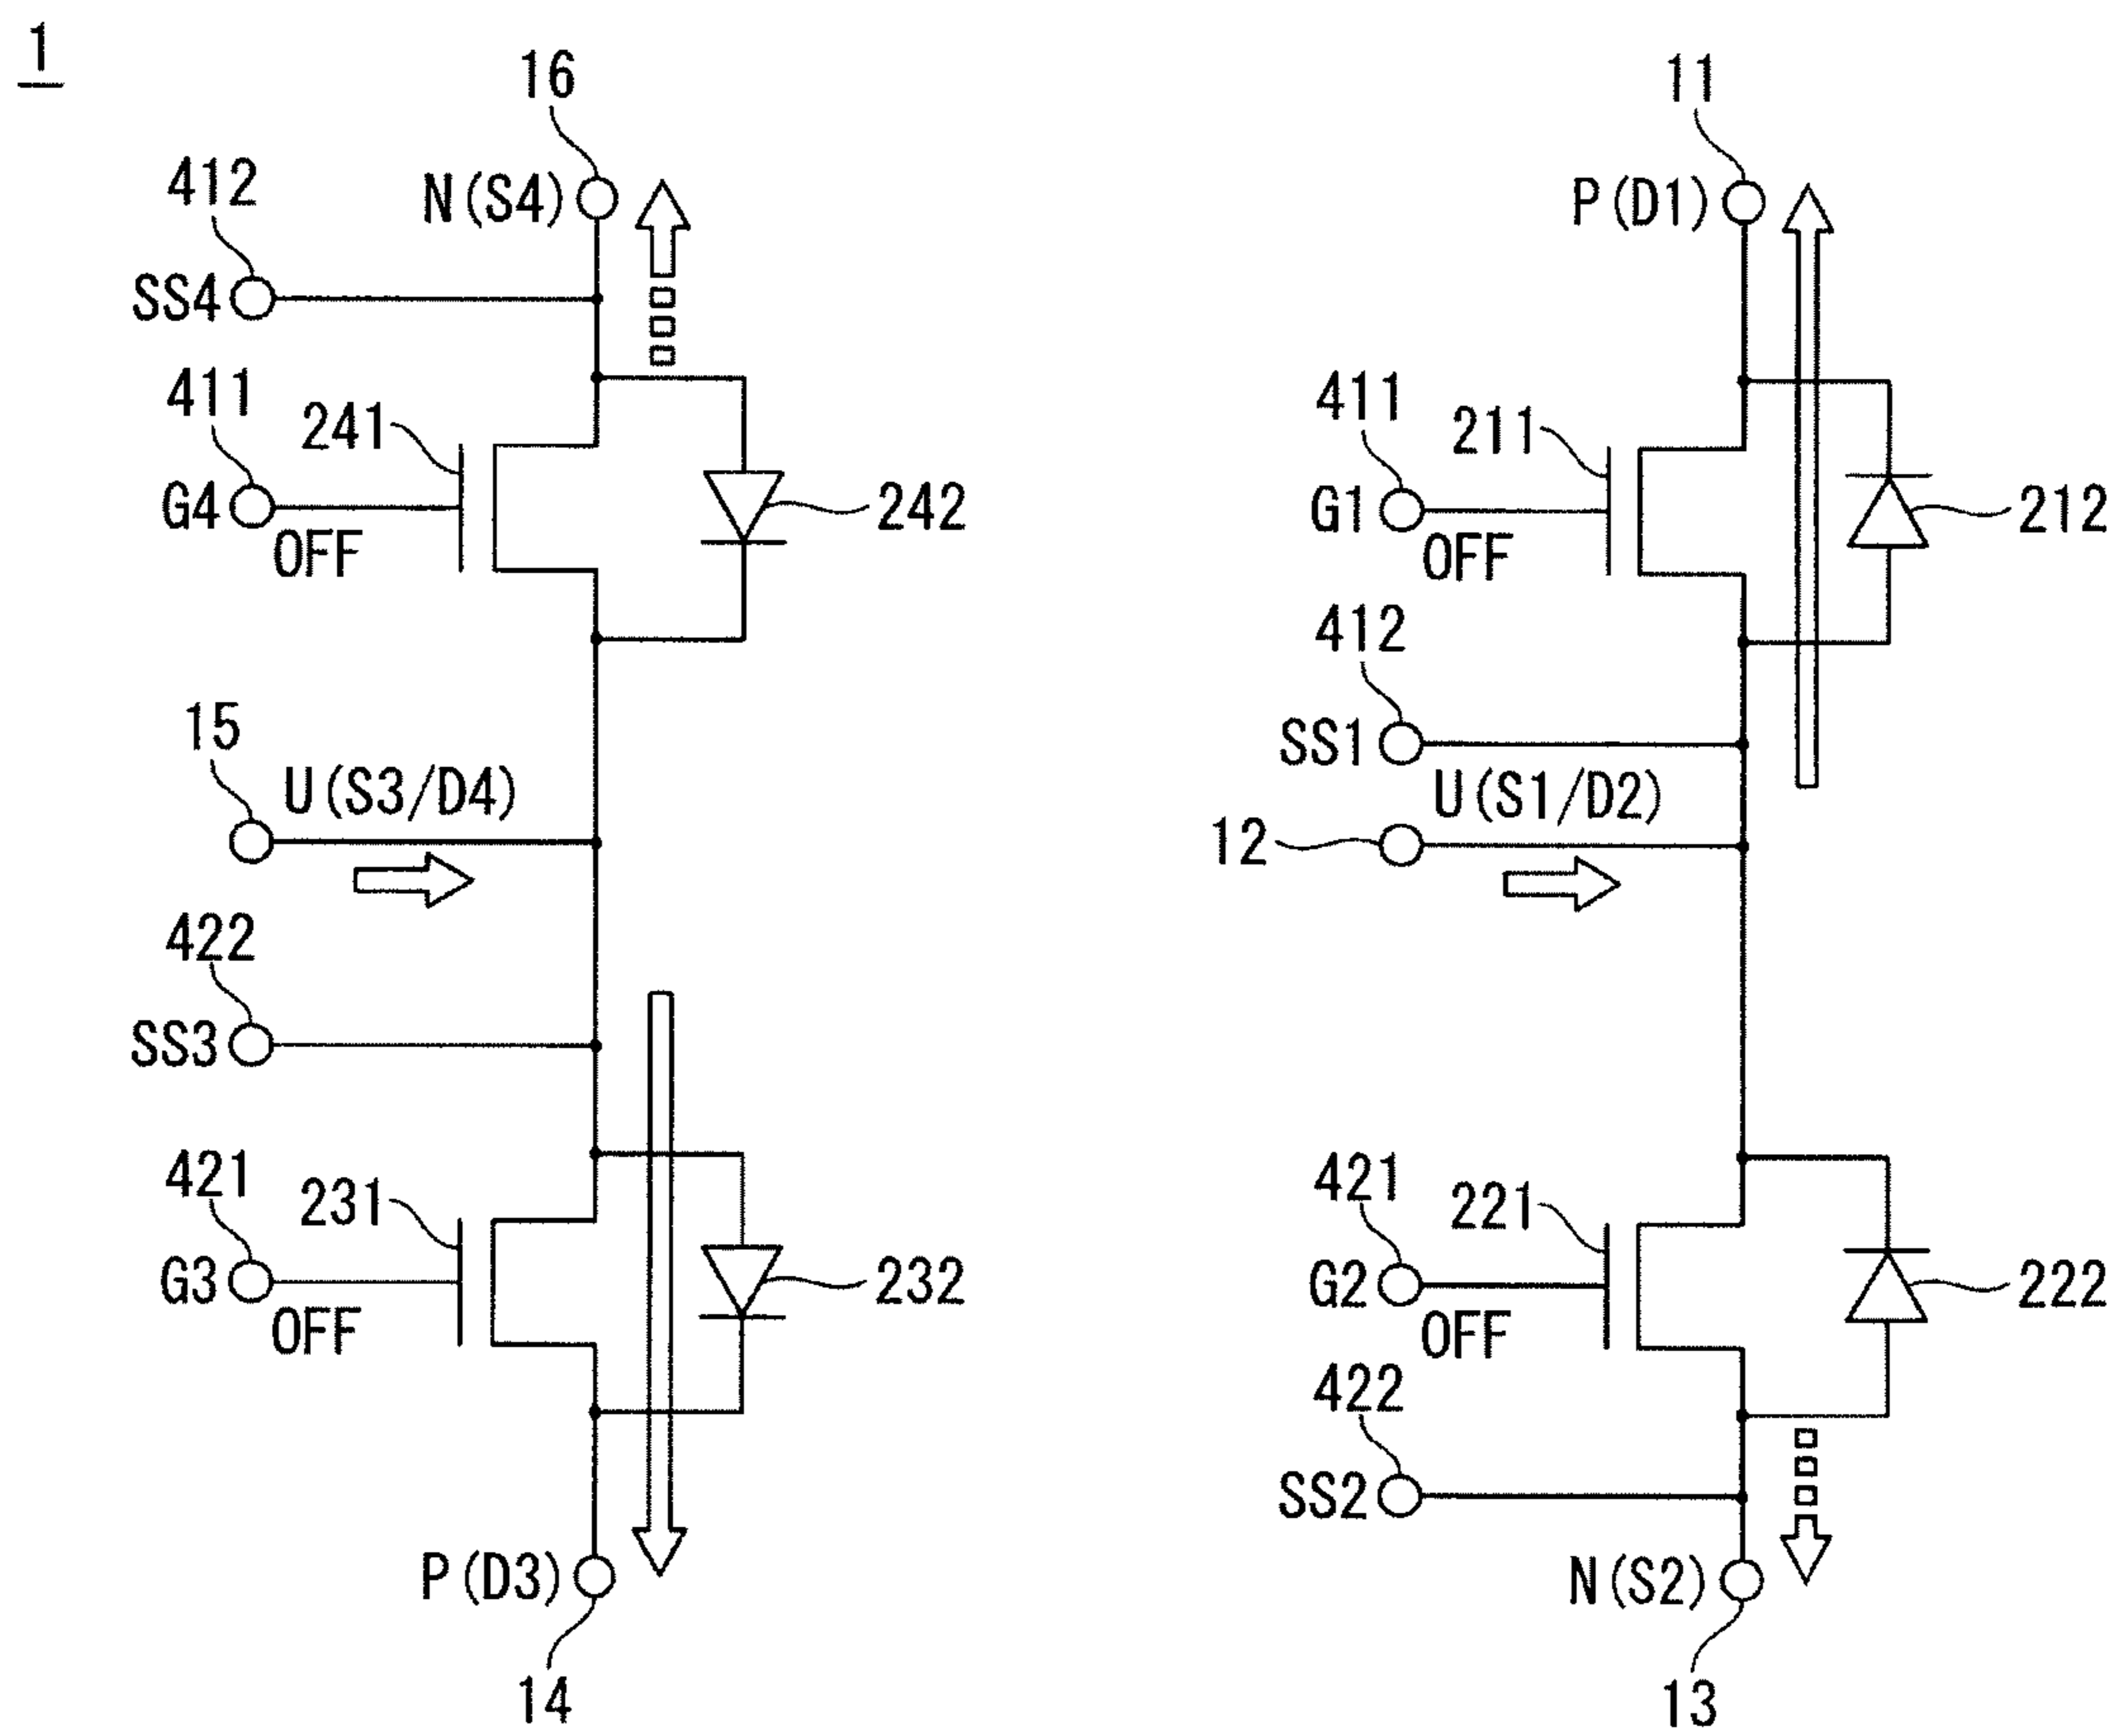 1
16
412
N(S4)
SS4
411
241
G4
OFF
242
15
U(S3/D4)
422
SS3
421
231
G3
OFF
232
P(D3)
14
11
P(D1)
411
211
G1
OFF
212
412
SS1
U(S1/D2)
12
421
221
G2
OFF
222
422
SS2
N(S2)
13